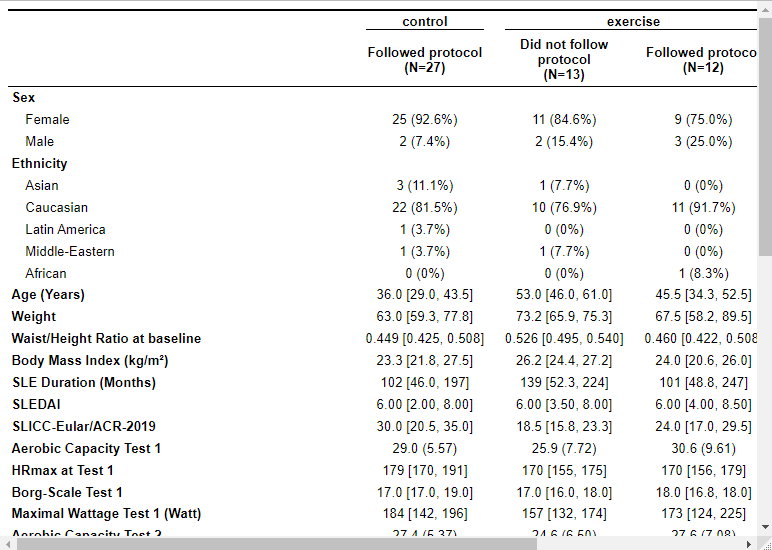 control exercise
Followed protocol (N=27) Did not follow protocol (N=13) Followed protoco (N=12)
Sex
Female 25 (92.6%) 11 (84.6%) 9 (75.0%)
Male 2 (7.4%) 2 (15.4%) 3 (25.0%)
Ethnicity
Asian 3 (11.1%) 1 (7.7%) 0 (0%)
Caucasian 22 (81.5%) 10 (76.9%) 11 (91.7%)
Latin America 1 (3.7%) 0 (0%) 0 (0%)
Middle-Eastern 1 (3.7%) 1 (7.7%) 0 (0%)
African 0 (0%) 0 (0%) 1 (8.3%)
Age (Years) 36.0 [29.0, 43.5] 53.0 [46.0, 61.0] 45.5 [34.3, 52.5]
Weight 63.0 [59.3, 77.8] 73.2 [65.9, 75.3] 67.5 [58.2, 89.5]
Waist/Height Ratio at baseline 0.449 [0.425, 0.508] 0.526 [0.495, 0.540] 0.460 [0.422, 0.508
Body Mass Index (kg/m²) 23.3 [21.8, 27.5] 26.2 [24.4, 27.2] 24.0 [20.6, 26.0]
SLE Duration (Months) 102 [46.0, 197] 139 [52.3, 224] 101 [48.8, 247]
SLEDAI 6.00 [2.00, 8.00] 6.00 [3.50, 8.00] 6.00 [4.00, 8.50]
SLICC-Eular/ACR-2019 30.0 [20.5, 35.0] 18.5 [15.8, 23.3] 24.0 [17.0, 29.5]
Aerobic Capacity Test 1 29.0 (5.57) 25.9 (7.72) 30.6 (9.61)
HRmax at Test 1 179 [170, 191] 170 [155, 175] 170 [156, 179]
Borg-Scale Test 1 17.0 [17.0, 19.0] 17.0 [16.0, 18.0] 18.0 [16.8, 18.0]
Maximal Wattage Test 1 (Watt) 184 [142, 196] 157 [132, 174] 173 [124, 225]
Aerobic Capacity Test 2 27.4 (5.37) 24.6 (6.50) 27.6 (7.08)